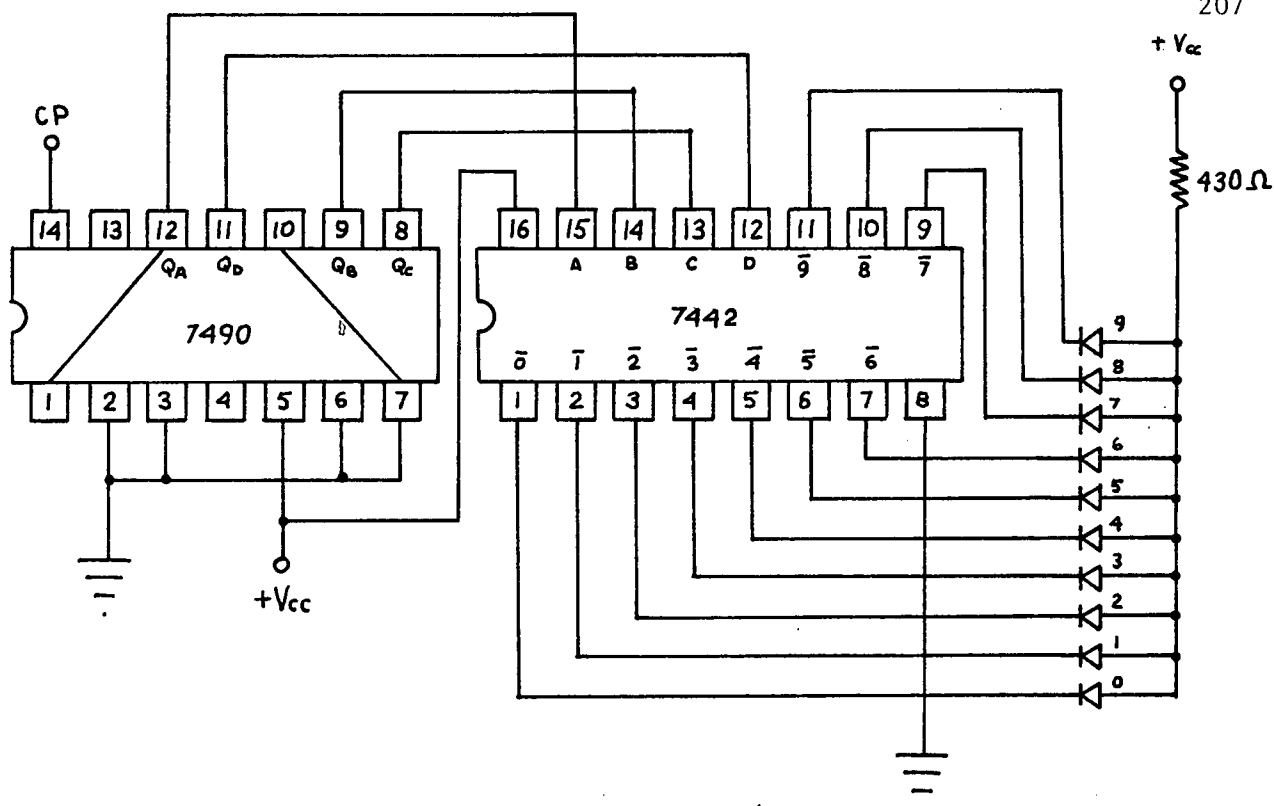 207
+ Vcc
CP
430Ω
14 13 12 11 10 9 8
16 15 14 13 12 11 10 9
QA QD QB QC
A B C D 9̅ 8̅ 7̅
7490
7442
0̅ 1̅ 2̅ 3̅ 4̅ 5̅ 6̅
1 2 3 4 5 6 7
1 2 3 4 5 6 7 8
9
8
7
6
5
4
3
2
1
0
+Vcc